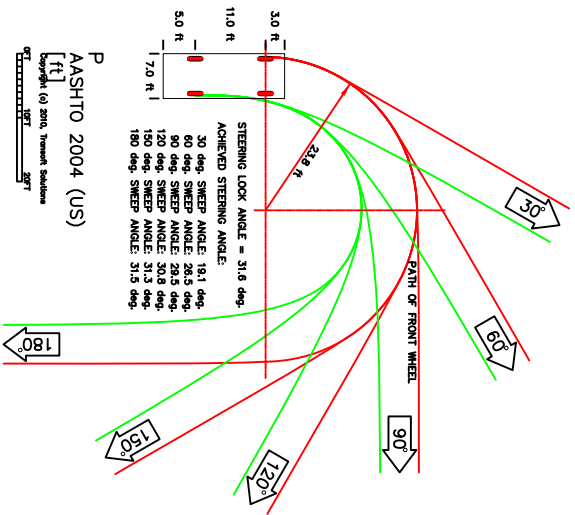 5.0 ft
11.0 ft
3.0 ft
7.0 ft
P
AASHTO 2004 (US)
[ft]
Copyright (c) 2010, Transoft Solutions
0FT 10FT 20FT
23.8 ft
STEERING LOCK ANGLE = 31.6 deg.
ACHIEVED STEERING ANGLE:
30 deg. SWEEP ANGLE: 19.1 deg.
60 deg. SWEEP ANGLE: 26.5 deg.
90 deg. SWEEP ANGLE: 29.5 deg.
120 deg. SWEEP ANGLE: 30.8 deg.
150 deg. SWEEP ANGLE: 31.3 deg.
180 deg. SWEEP ANGLE: 31.5 deg.
PATH OF FRONT WHEEL
30°
60°
90°
120°
150°
180°